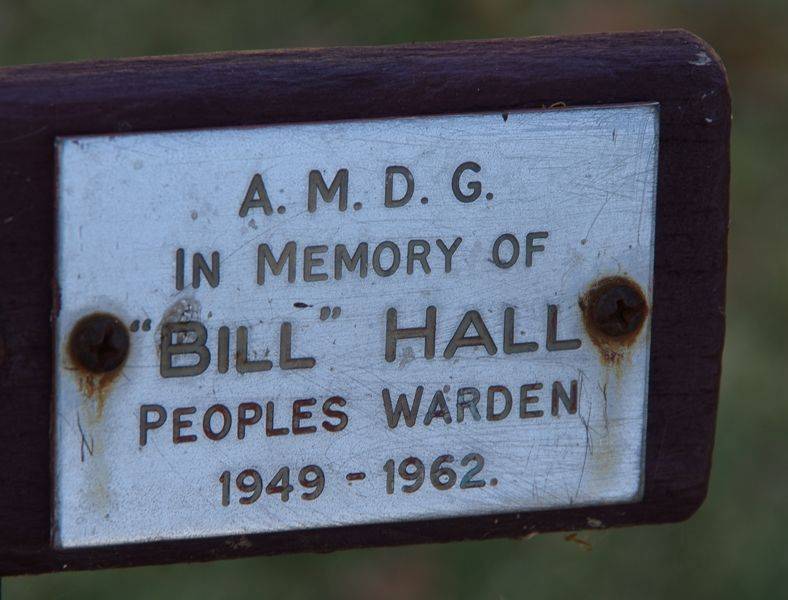 A. M. D. G.
IN MEMORY OF
"BILL" HALL
PEOPLES WARDEN
1949 - 1962.